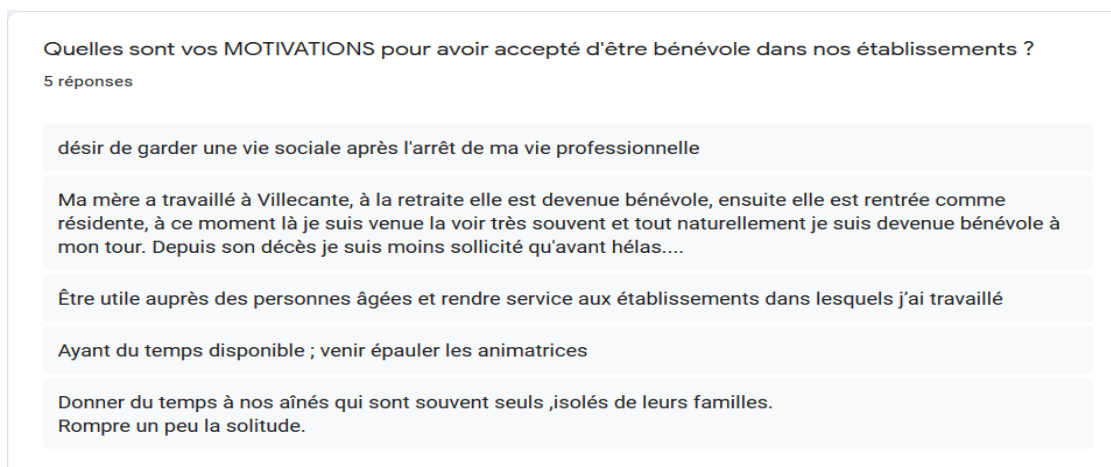 Quelles sont vos MOTIVATIONS pour avoir accepté d'être bénévole dans nos établissements ?
5 réponses
désir de garder une vie sociale après l'arrêt de ma vie professionnelle
Ma mère a travaillé à Villecante, à la retraite elle est devenue bénévole, ensuite elle est rentrée comme
résidente, à ce moment là je suis venue la voir très souvent et tout naturellement je suis devenue bénévole à
mon tour. Depuis son décès je suis moins sollicité qu'avant hélas....
Être utile auprès des personnes âgées et rendre service aux établissements dans lesquels j’ai travaillé
Ayant du temps disponible ; venir épauler les animatrices
Donner du temps à nos aînés qui sont souvent seuls ,isolés de leurs familles.
Rompre un peu la solitude.